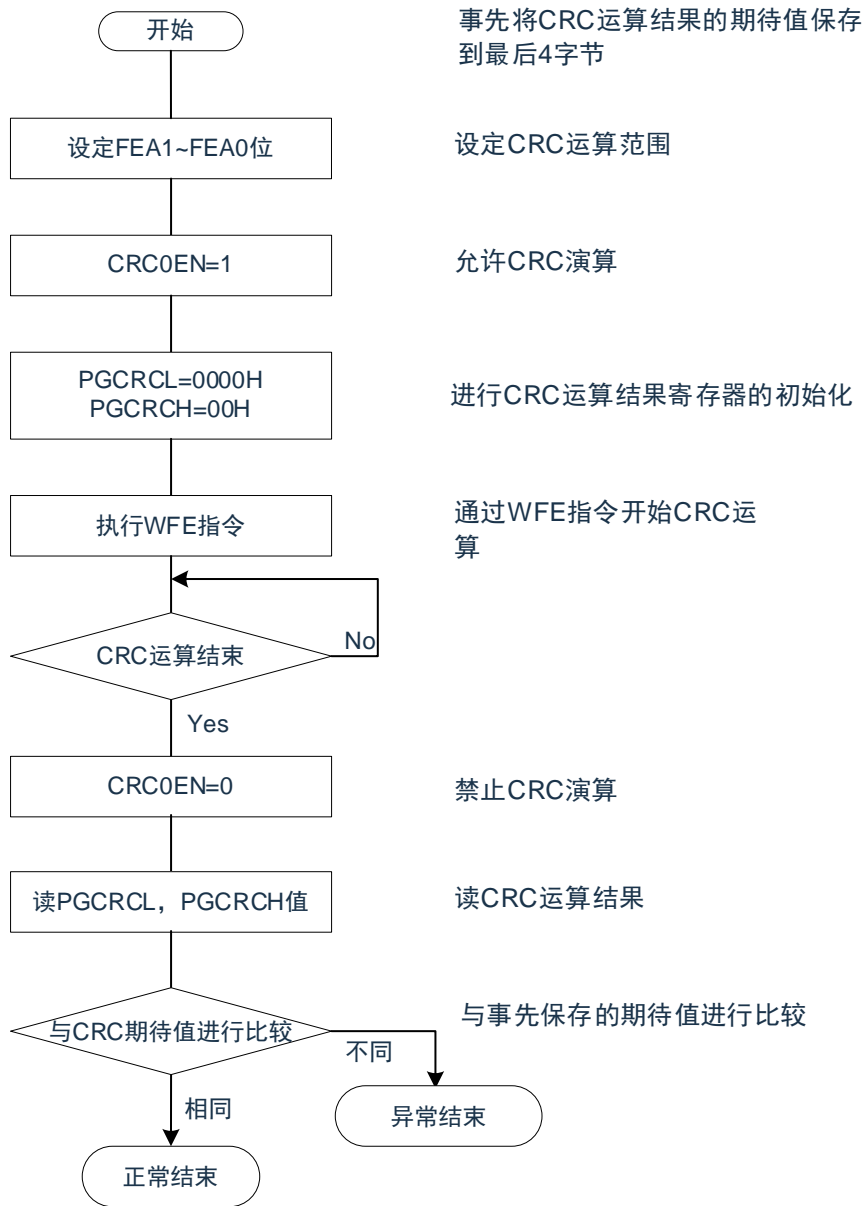 开始
事先将CRC运算结果的期待值保存
到最后4字节
设定FEA1~FEA0位
设定CRC运算范围
CRC0EN=1
允许CRC演算
PGCRCL=0000H
PGCRCH=00H
进行CRC运算结果寄存器的初始化
执行WFE指令
通过WFE指令开始CRC运
算
No
CRC运算结束
Yes
CRC0EN=0
禁止CRC演算
读PGCRCL，PGCRCH值
读CRC运算结果
与CRC期待值进行比较
与事先保存的期待值进行比较
不同
相同
异常结束
正常结束